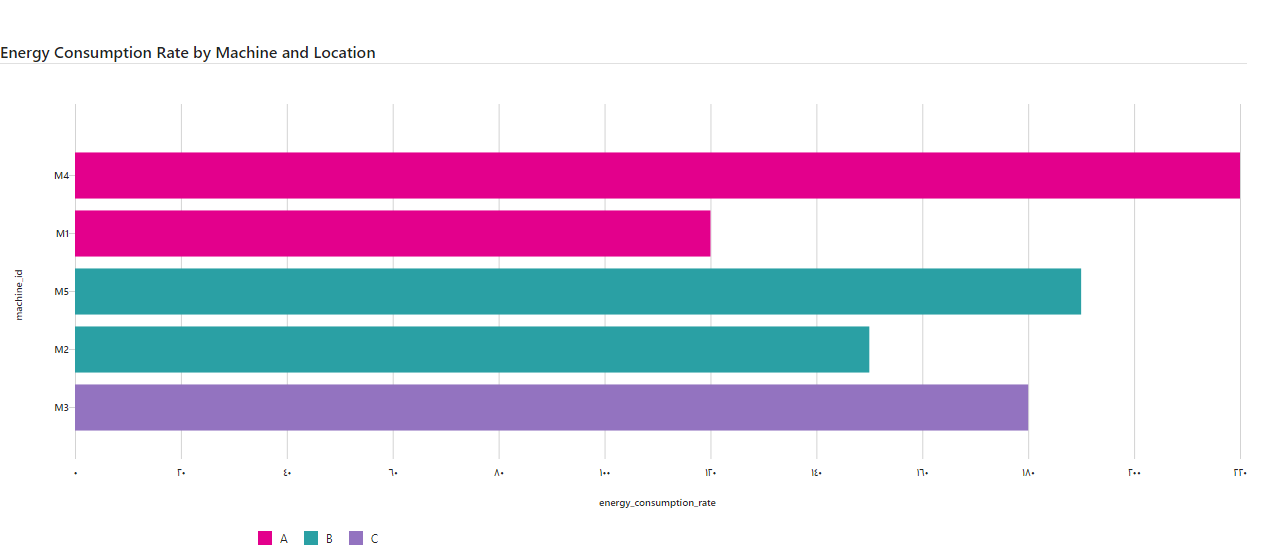 Energy Consumption Rate by Machine and Location
M4
M1
M5
M2
M3
machine_id
٠ ٢٠ ٤٠ ٦٠ ٨٠ ١٠٠ ١٢٠ ١٤٠ ١٦٠ ١٨٠ ٢٠٠ ٢٢٠
energy_consumption_rate
A B C